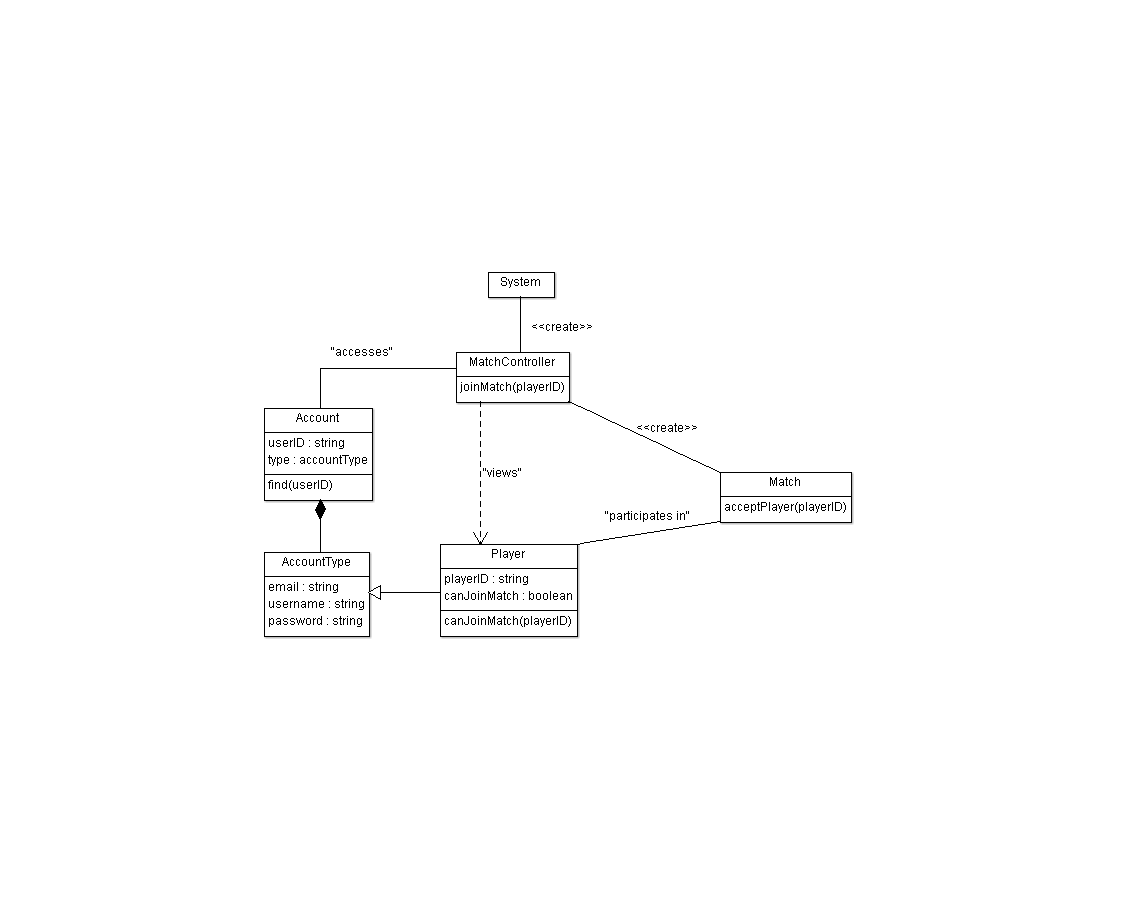 System
<<create>>
"accesses"
MatchController
joinMatch(playerID)
Account
userID : string
type : accountType
find(userID)
<<create>>
"views"
Match
acceptPlayer(playerID)
"participates in"
AccountType
email : string
username : string
password : string
Player
playerID : string
canJoinMatch : boolean
canJoinMatch(playerID)